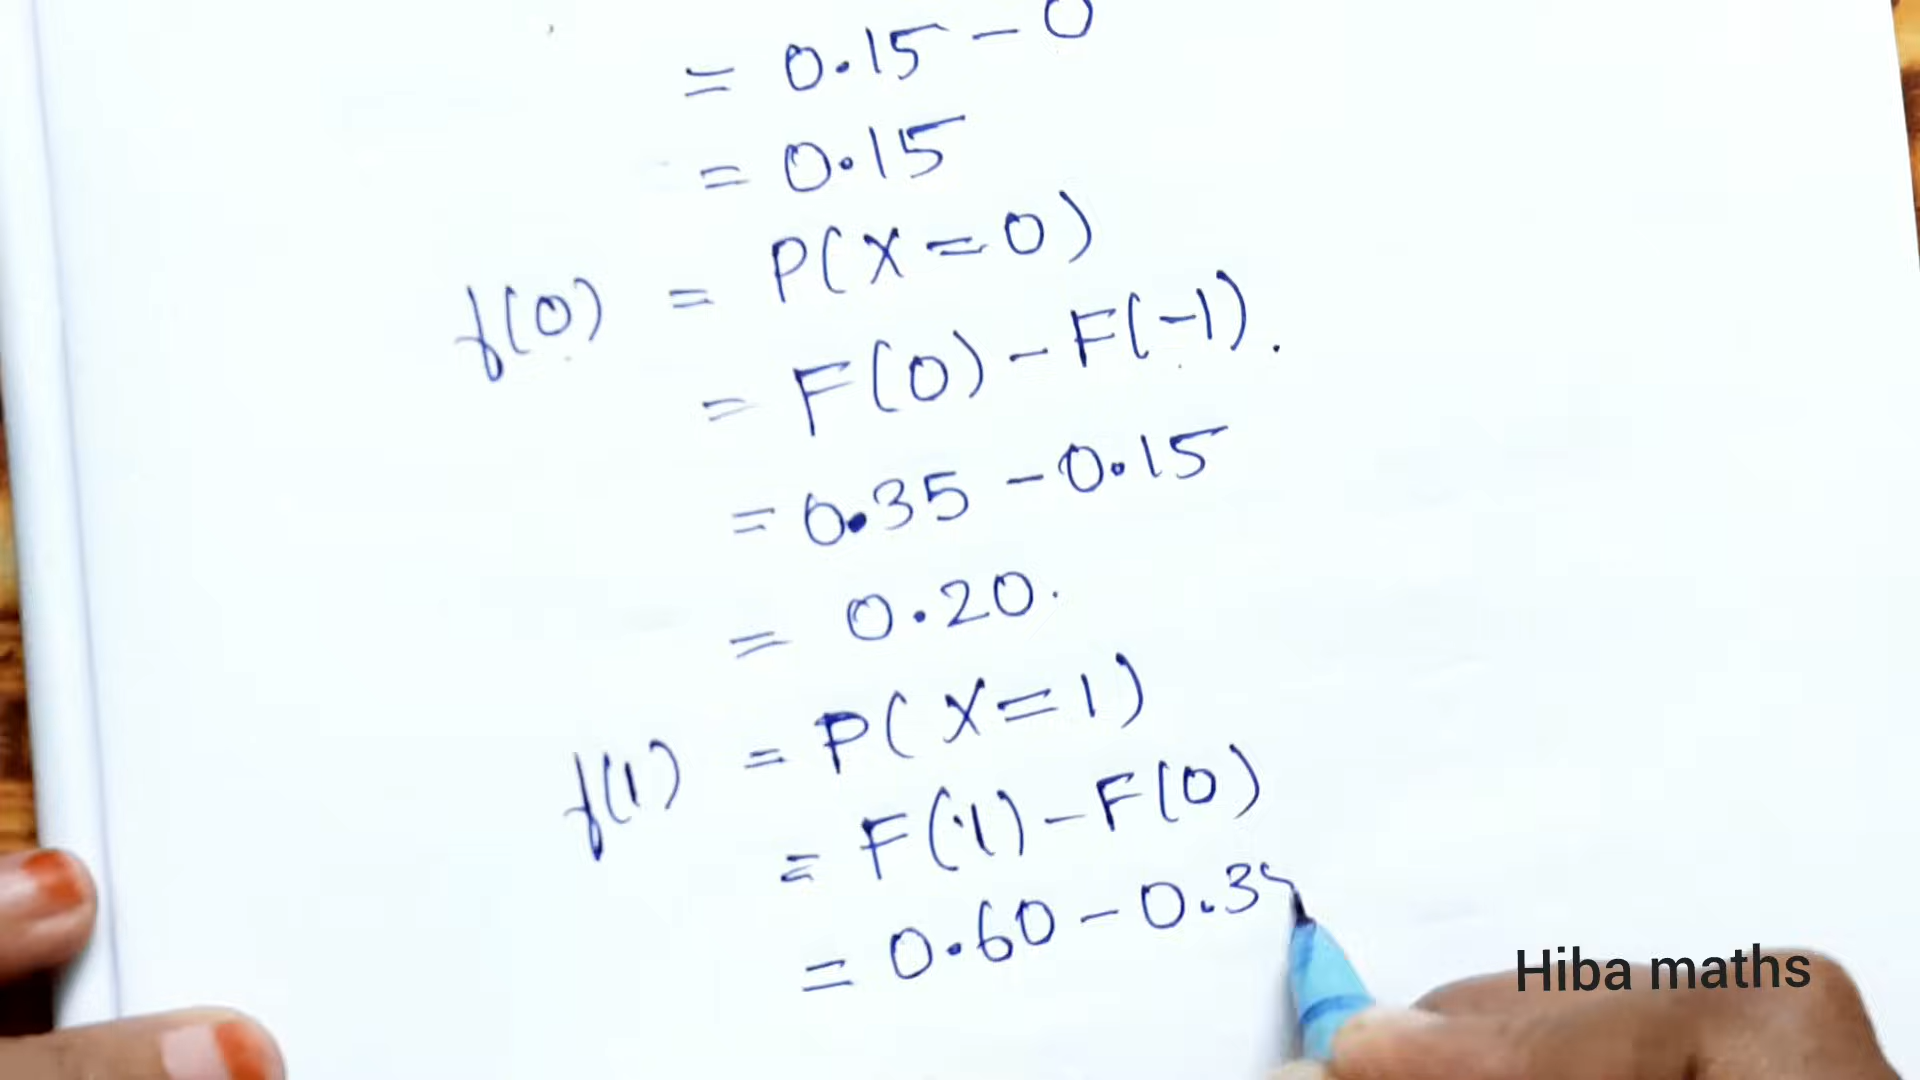 = 0.15 - 0
= 0.15
f(0) = P(X=0)
= F(0) - F(-1).
= 0.35 - 0.15
= 0.20.
f(1) = P(X=1)
= F(1) - F(0)
= 0.60 - 0.35
Hiba maths